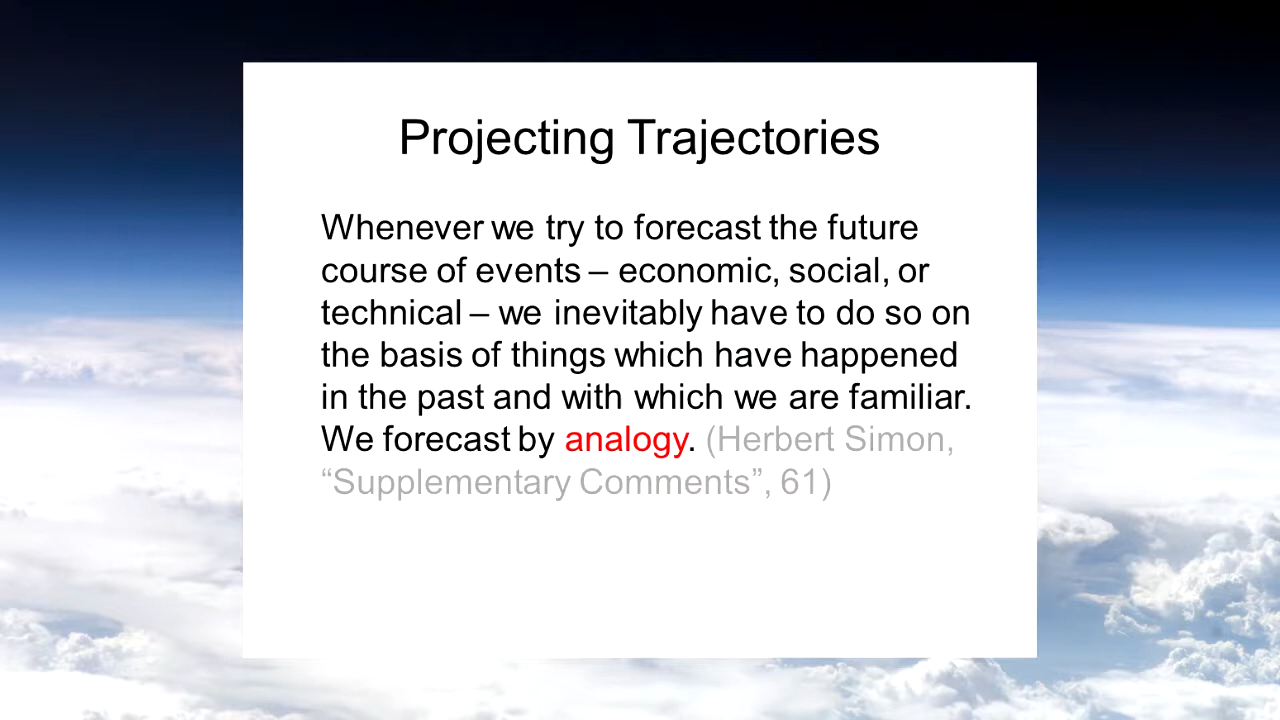 Projecting Trajectories
Whenever we try to forecast the future
course of events – economic, social, or
technical – we inevitably have to do so on
the basis of things which have happened
in the past and with which we are familiar.
We forecast by analogy. (Herbert Simon,
“Supplementary Comments”, 61)